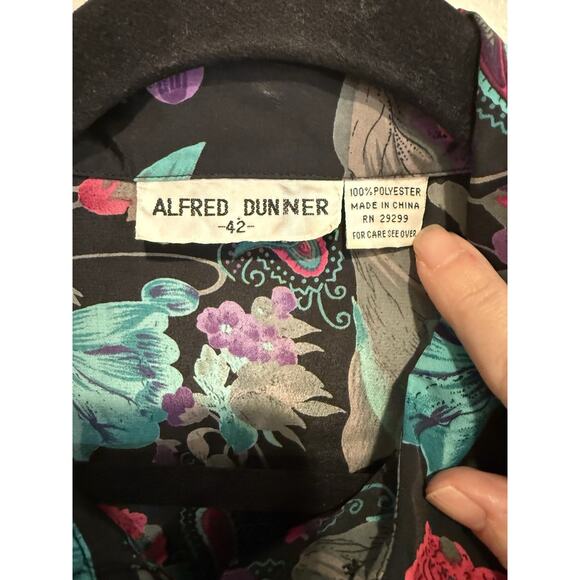 ALFRED DUNNER
-42-
100% POLYESTER
MADE IN CHINA
RN 29299
FOR CARE SEE OVER